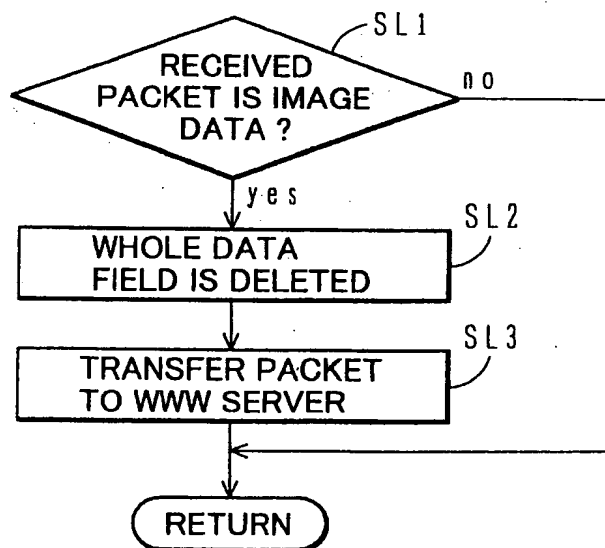 SL1
RECEIVED
PACKET IS IMAGE
DATA ?
no
yes
SL2
WHOLE DATA
FIELD IS DELETED
SL3
TRANSFER PACKET
TO WWW SERVER
RETURN